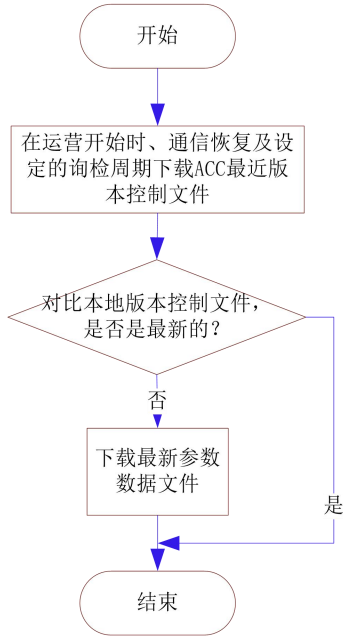 开始
在运营开始时、通信恢复及设
定的询检周期下载ACC最近版
本控制文件
对比本地版本控制文件，
是否是最新的？
否
下载最新参数
数据文件
是
结束